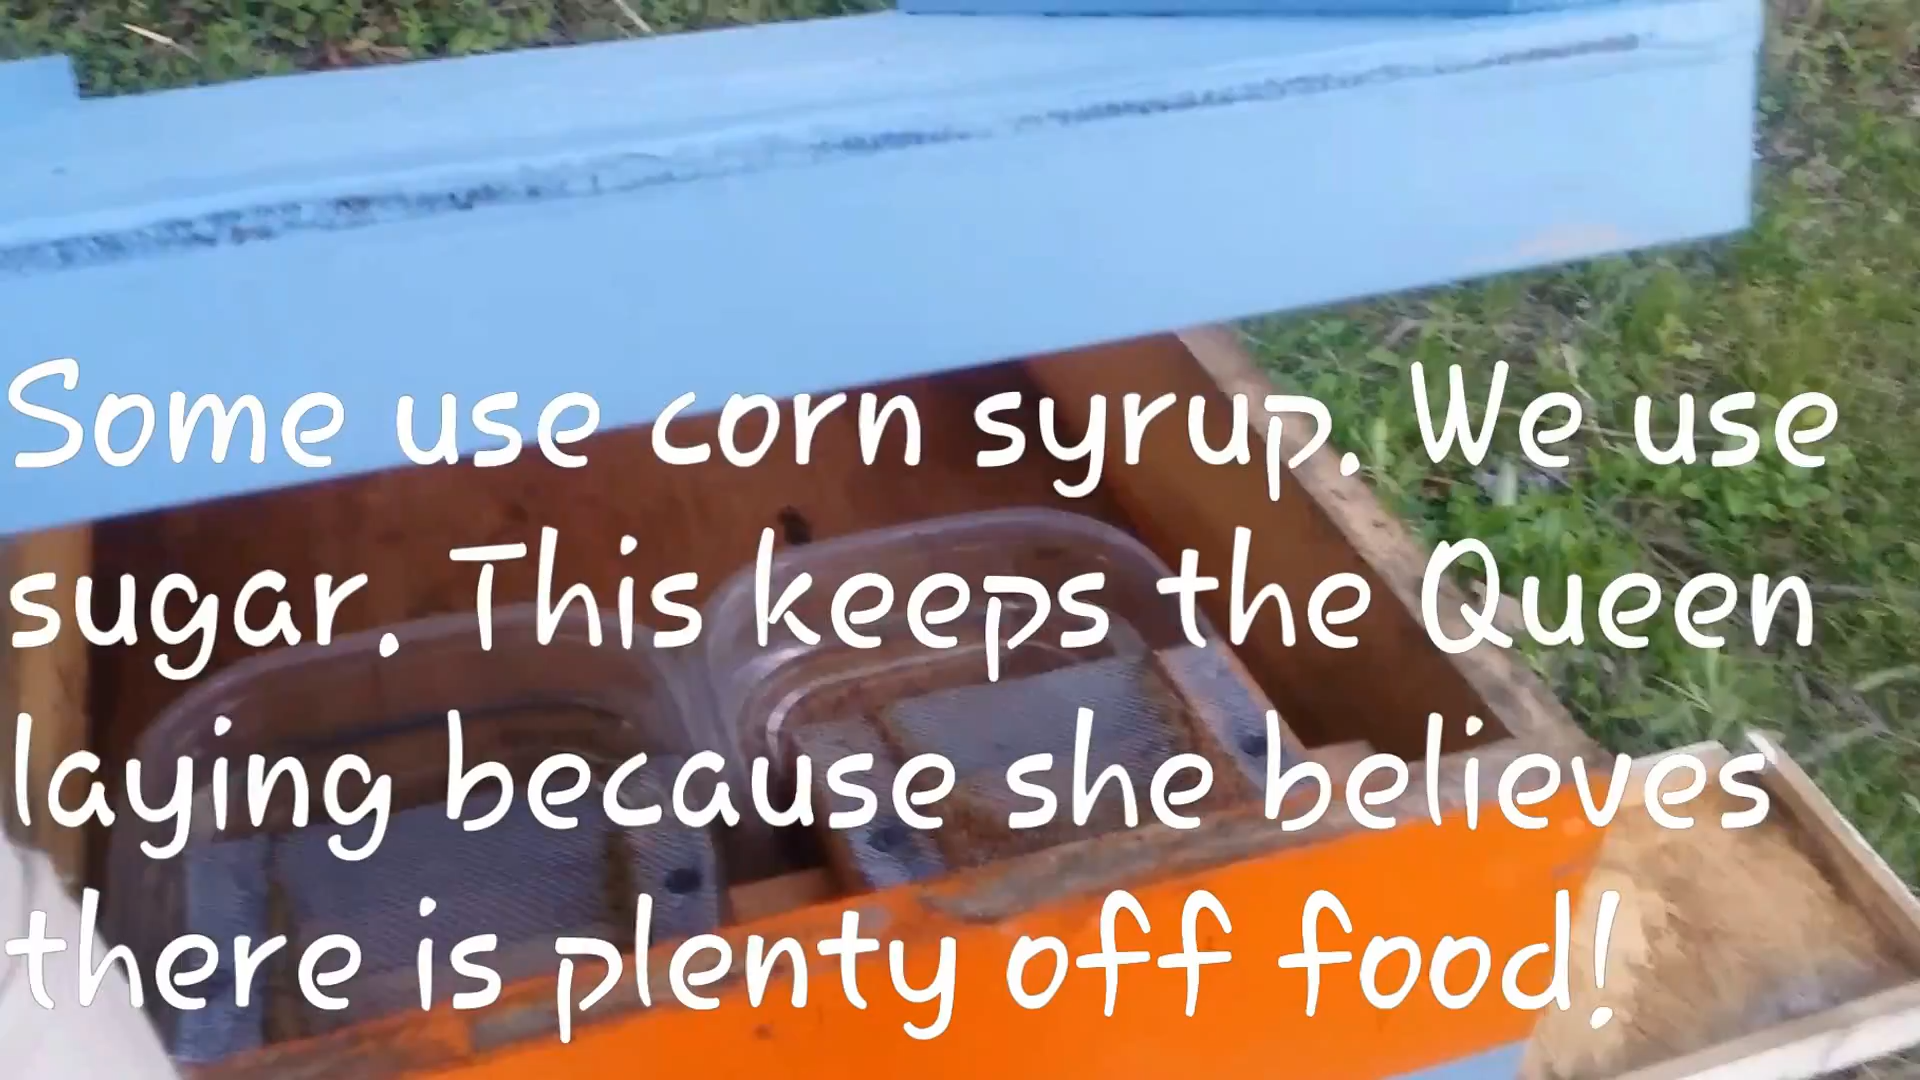 Some use corn syrup. We use
sugar. This keeps the Queen
laying because she believes
there is plenty off food!